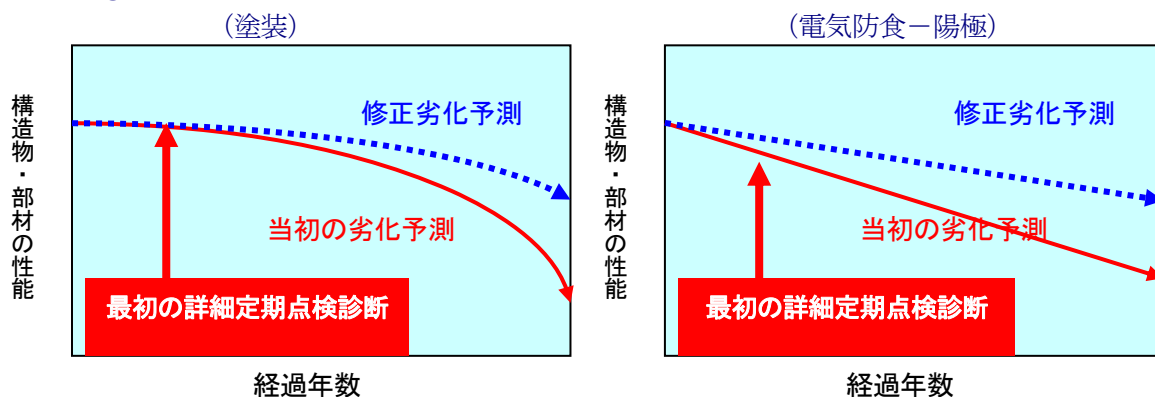 (塗装)
構造物・部材の性能
修正劣化予測
当初の劣化予測
最初の詳細定期点検診断
経過年数
(電気防食－陽極)
構造物・部材の性能
修正劣化予測
当初の劣化予測
最初の詳細定期点検診断
経過年数